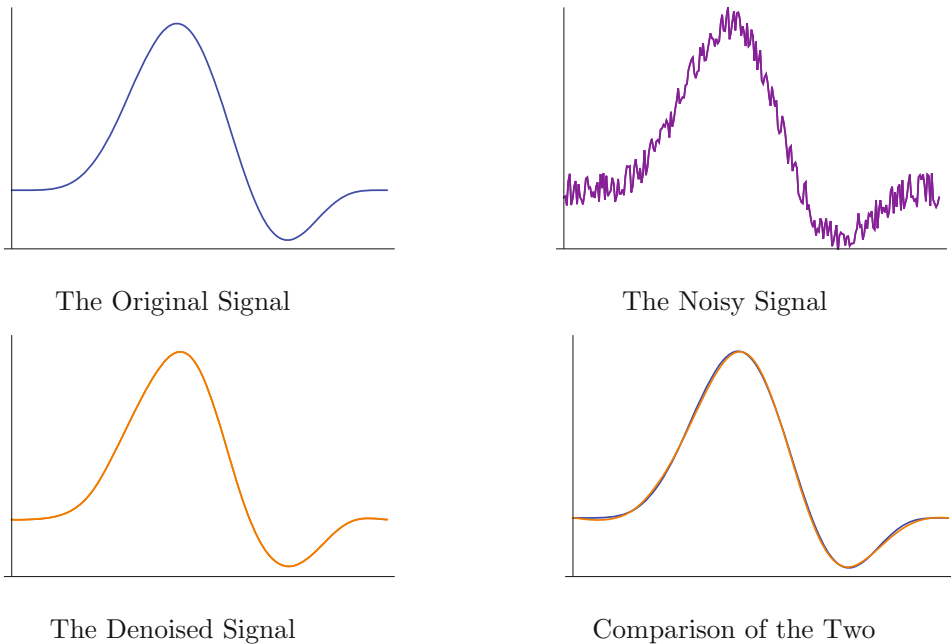 The Original Signal
The Noisy Signal
The Denoised Signal
Comparison of the Two